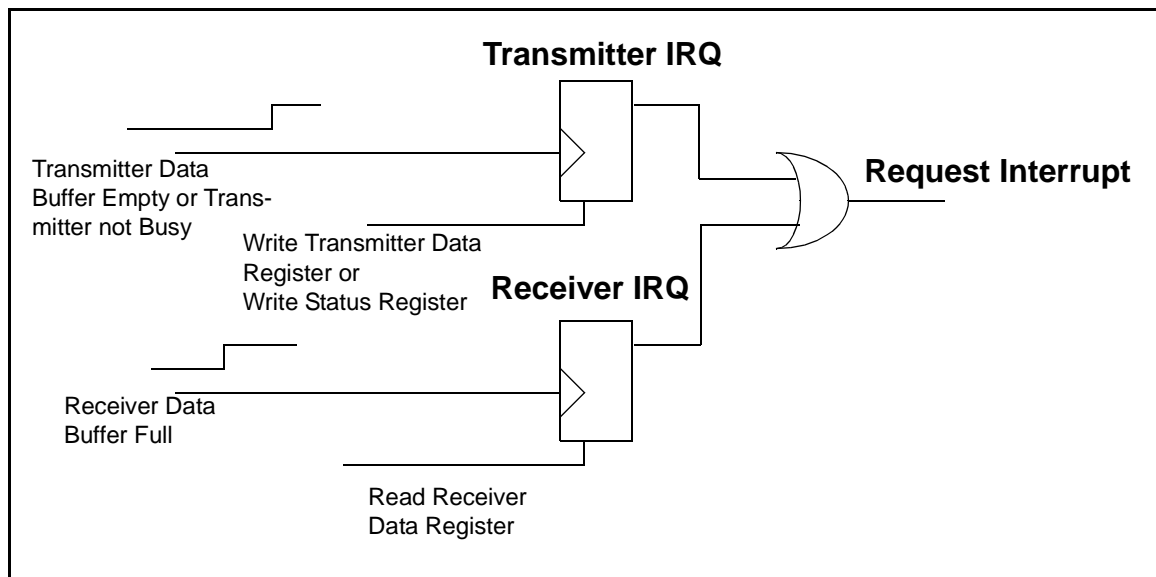 Transmitter IRQ
Transmitter Data
Buffer Empty or Trans-
mitter not Busy
Request Interrupt
Write Transmitter Data
Register or
Write Status Register
Receiver IRQ
Receiver Data
Buffer Full
Read Receiver
Data Register